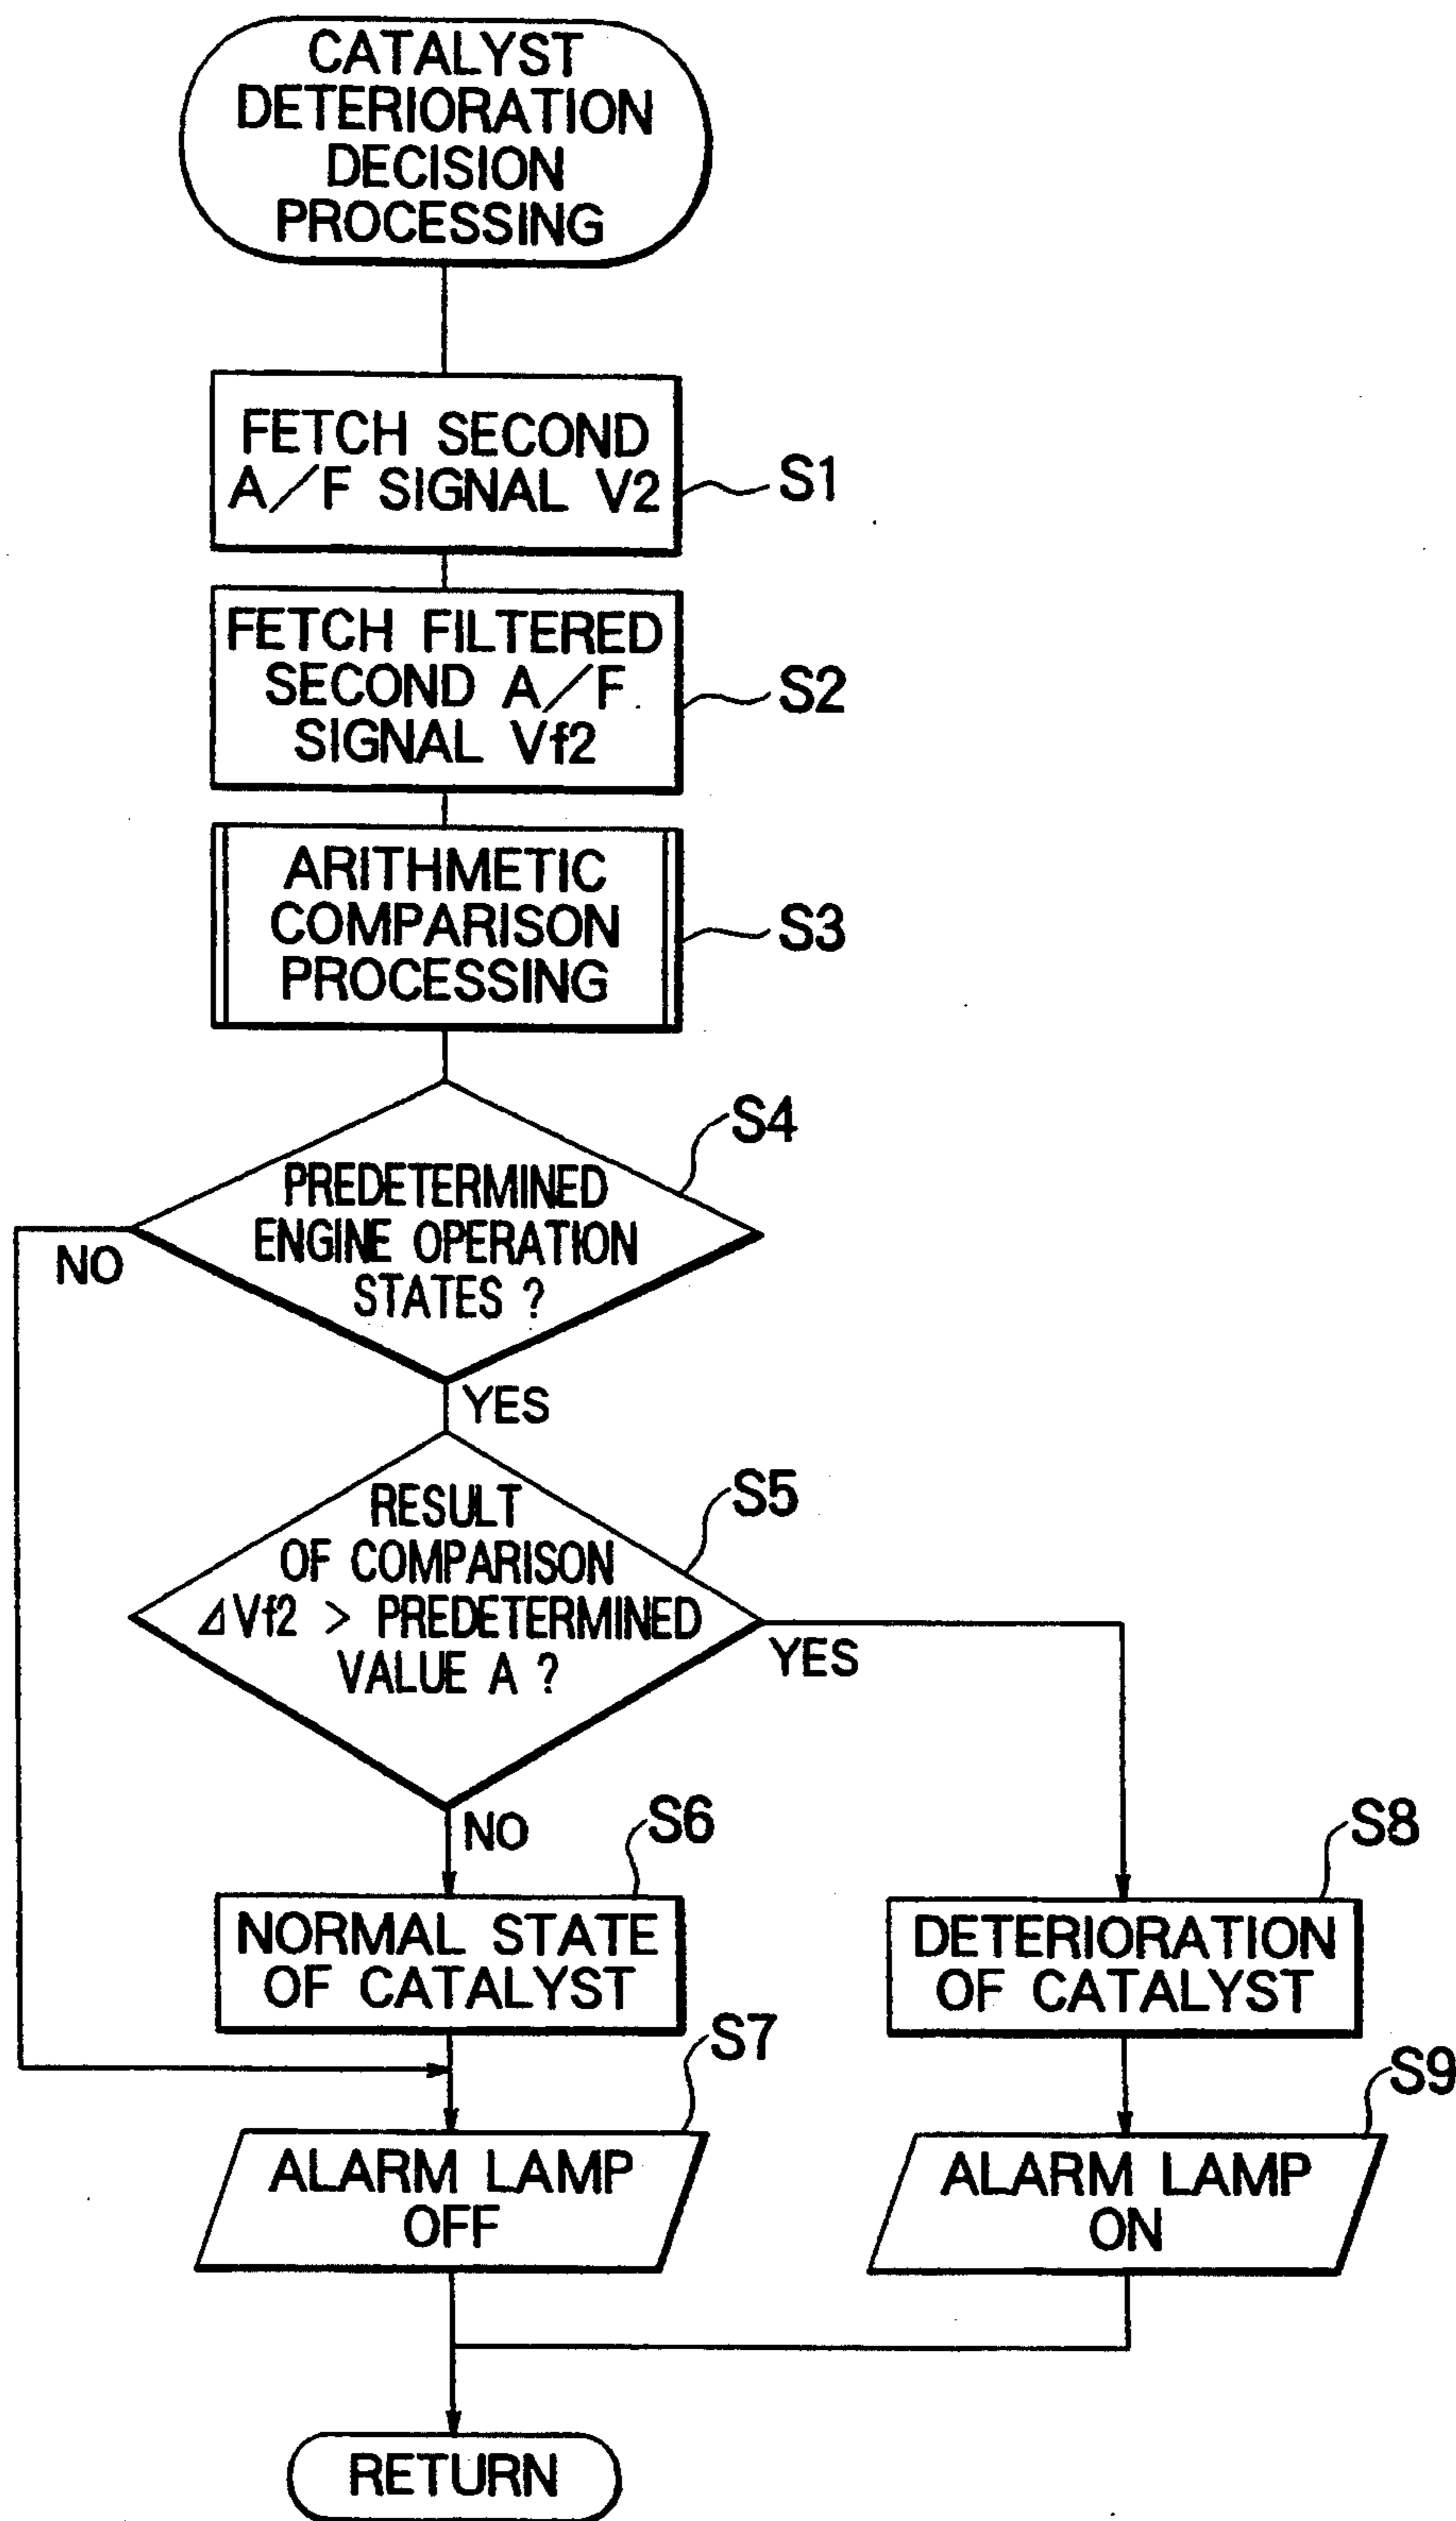 CATALYST
DETERIORATION
DECISION
PROCESSING
FETCH SECOND
A/F SIGNAL V2
S1
FETCH FILTERED
SECOND A/F
SIGNAL Vf2
S2
ARITHMETIC
COMPARISON
PROCESSING
S3
S4
PREDETERMINED
ENGINE OPERATION
STATES ?
NO
YES
S5
RESULT
OF COMPARISON
⊿Vf2 > PREDETERMINED
VALUE A ?
YES
NO
S6
NORMAL STATE
OF CATALYST
S8
DETERIORATION
OF CATALYST
S7
ALARM LAMP
OFF
S9
ALARM LAMP
ON
RETURN